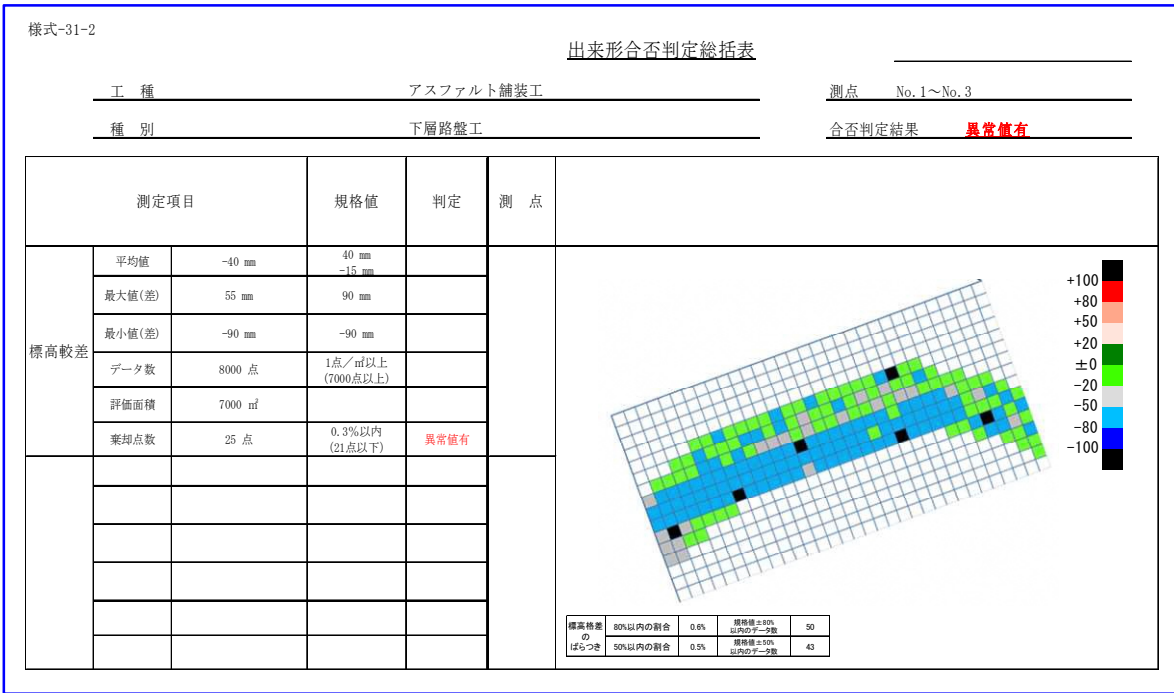 様式-31-2
出来形合否判定総括表
工 種 アスファルト舗装工 測点 No.1～No.3
種 別 下層路盤工 合否判定結果 異常値有
測定項目 規格値 判定 測 点
標高較差
平均値 -40 ㎜ 40 ㎜
-15 ㎜
最大値(差) 55 ㎜ 90 ㎜
最小値(差) -90 ㎜ -90 ㎜
データ数 8000 点 1点／㎡以上
(7000点以上)
評価面積 7000 ㎡
棄却点数 25 点 0.3％以内
(21点以下) 異常値有
+100
+80
+50
+20
±0
-20
-50
-80
-100
標高格差
の
ばらつき
80%以内の割合 0.6% 規格値±80%
以内のデータ数 50
50%以内の割合 0.5% 規格値±50%
以内のデータ数 43